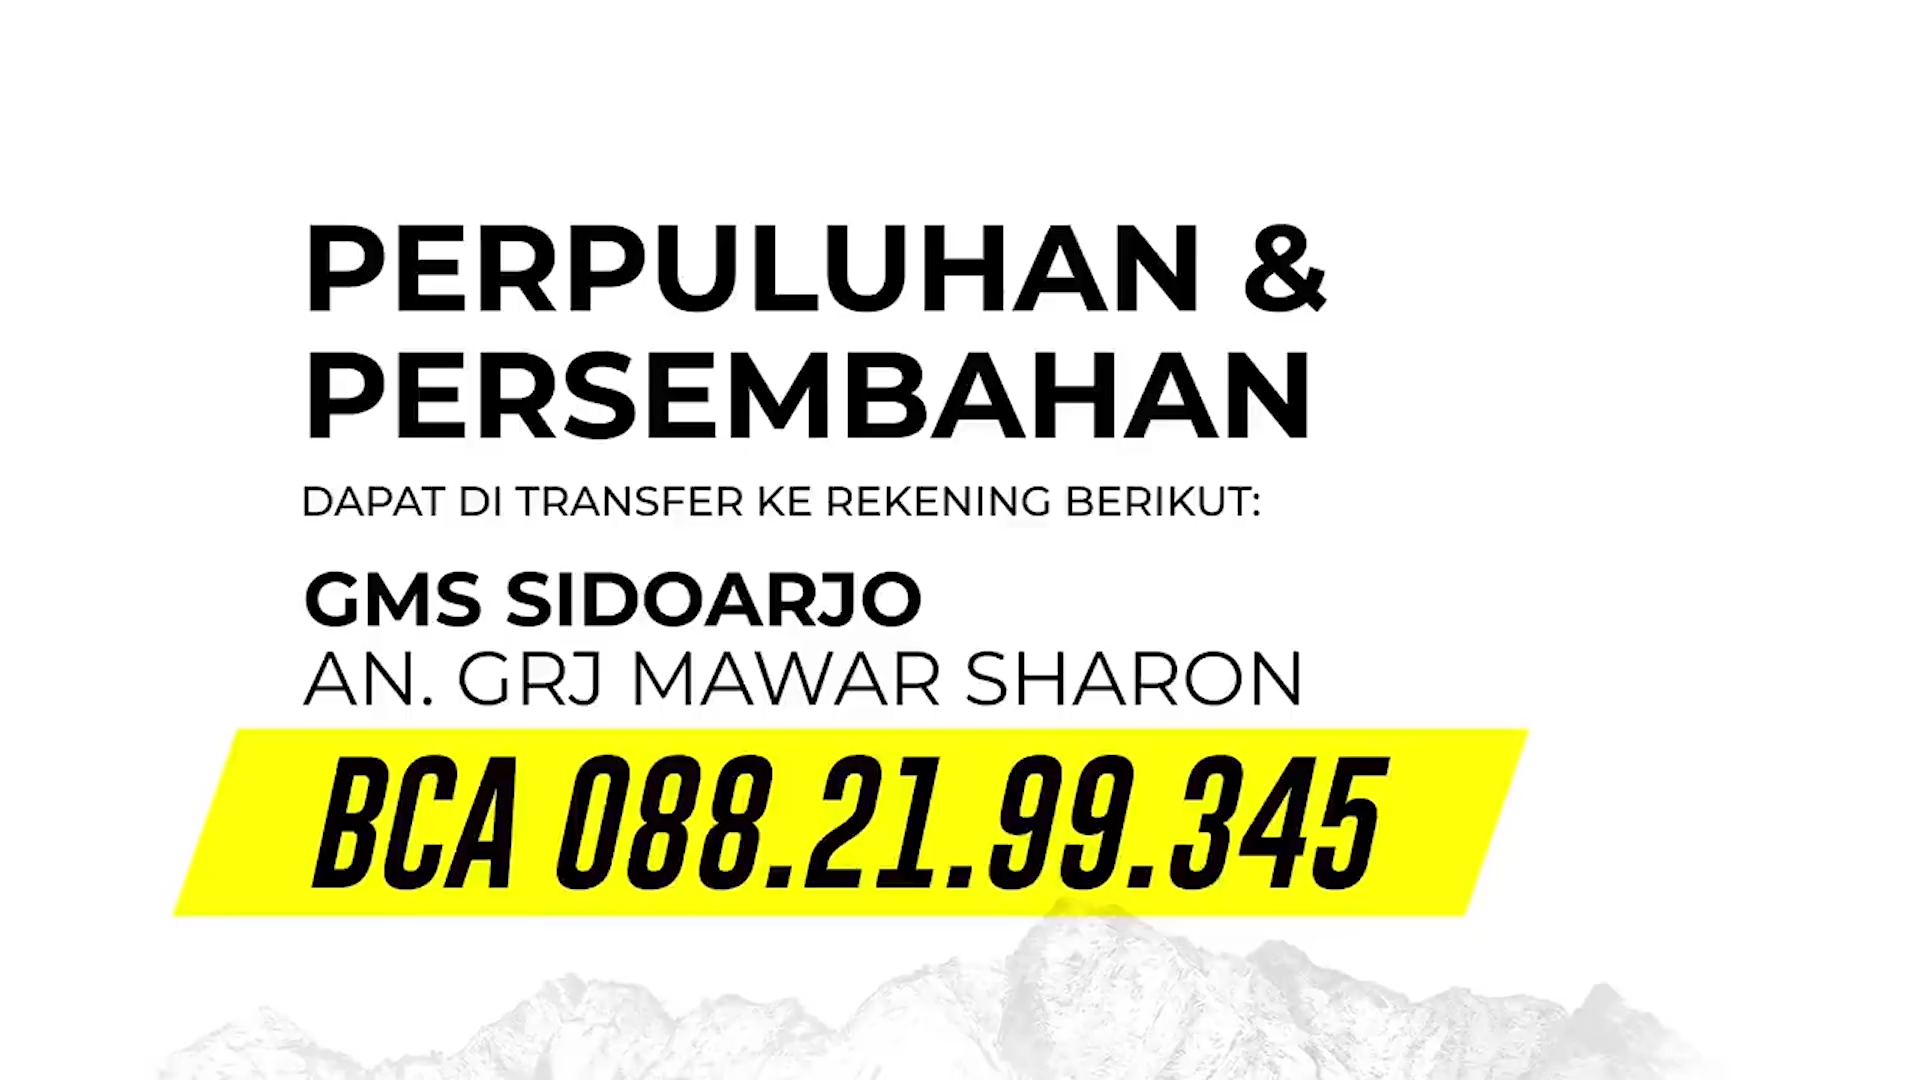 PERPULUHAN &
PERSEMBAHAN
DAPAT DI TRANSFER KE REKENING BERIKUT:
GMS SIDOARJO
AN. GRJ MAWAR SHARON
BCA 088.21.99.345